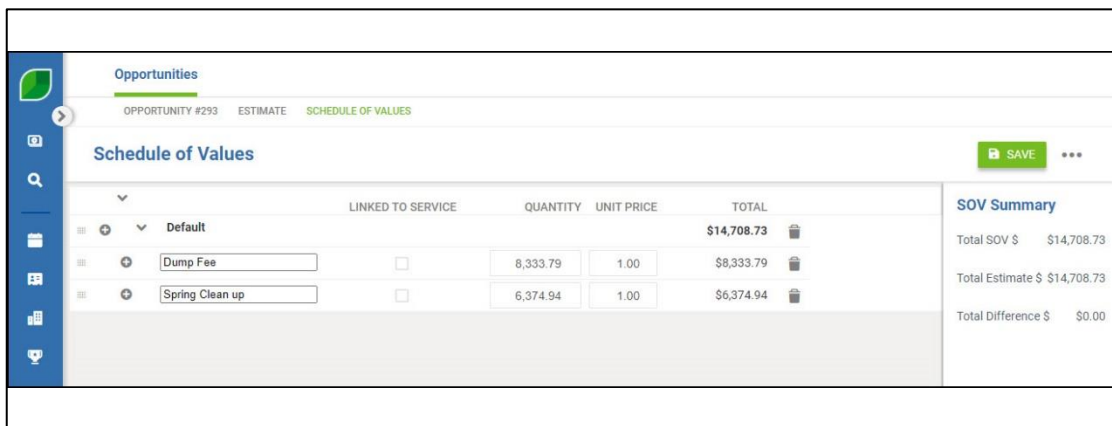 Opportunities
OPPORTUNITY #293 ESTIMATE SCHEDULE OF VALUES
Schedule of Values
SAVE
LINKED TO SERVICE QUANTITY UNIT PRICE TOTAL
Default $14,708.73
Dump Fee 8,333.79 1.00 $8,333.79
Spring Clean up 6,374.94 1.00 $6,374.94
SOV Summary
Total SOV $ $14,708.73
Total Estimate $ $14,708.73
Total Difference $ $0.00